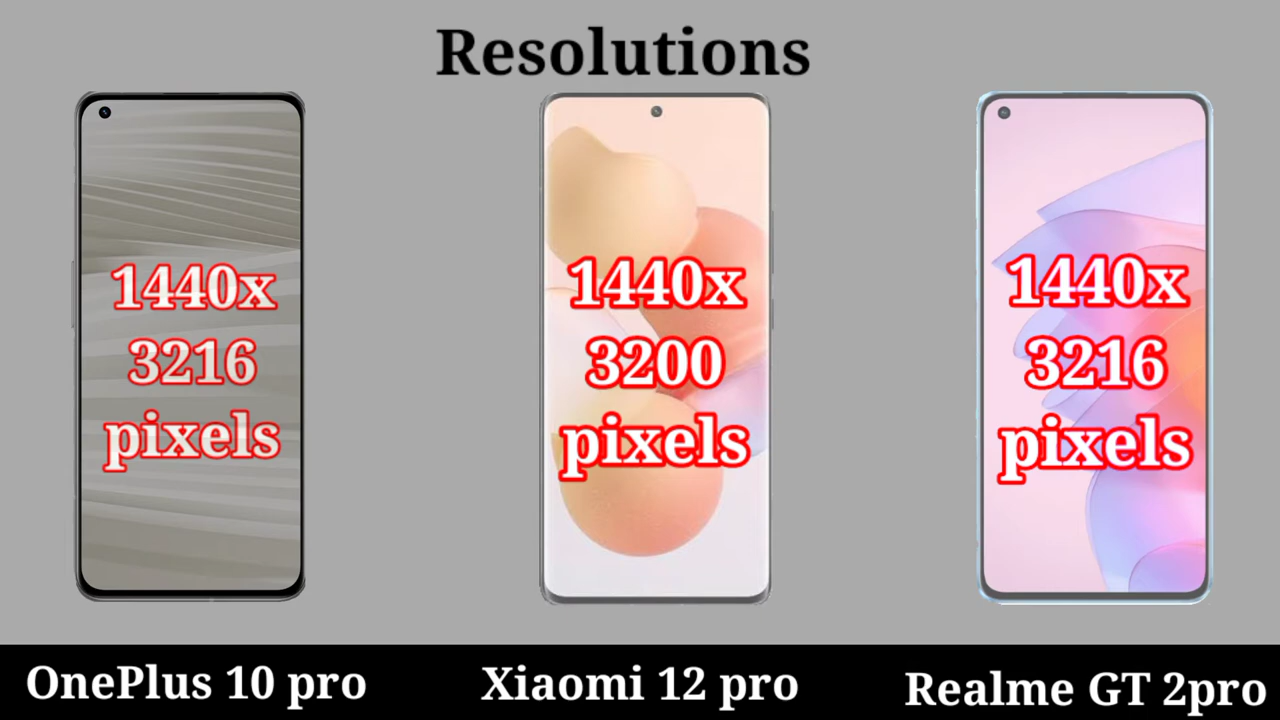 Resolutions
1440x
3216
pixels
1440x
3200
pixels
1440x
3216
pixels
OnePlus 10 pro
Xiaomi 12 pro
Realme GT 2pro